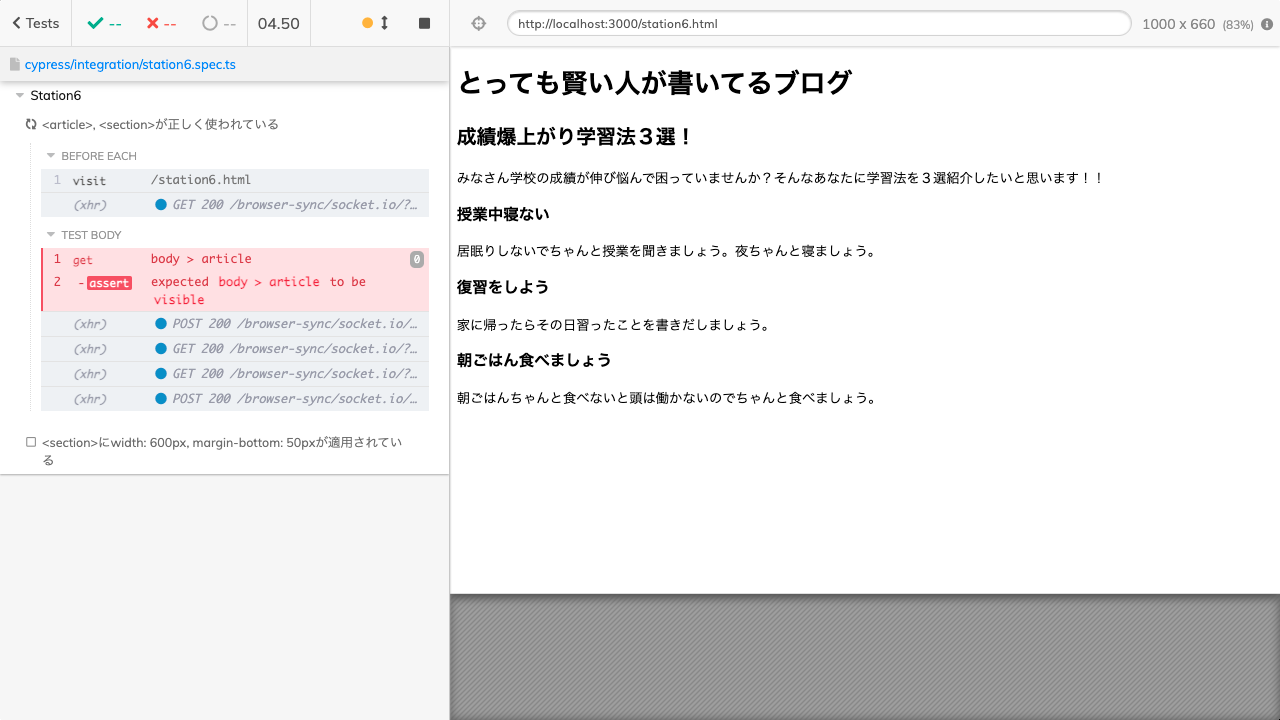 Tests -- -- -- 04.50 http://localhost:3000/station6.html 1000 x 660 (83%)
cypress/integration/station6.spec.ts
Station6
<article>, <section>が正しく使われている
BEFORE EACH
1 visit /station6.html
(xhr) GET 200 /browser-sync/socket.io/?…
TEST BODY
1 get body > article 0
2 -assert expected body > article to be
visible
(xhr) POST 200 /browser-sync/socket.io/…
(xhr) GET 200 /browser-sync/socket.io/?…
(xhr) GET 200 /browser-sync/socket.io/?…
(xhr) POST 200 /browser-sync/socket.io/…
<section>にwidth: 600px, margin-bottom: 50pxが適用されてい
る
とっても賢い人が書いてるブログ
成績爆上がり学習法３選！
みなさん学校の成績が伸び悩んで困っていませんか？そんなあなたに学習法を３選紹介したいと思います！！
授業中寝ない
居眠りしないでちゃんと授業を聞きましょう。夜ちゃんと寝ましょう。
復習をしよう
家に帰ったらその日習ったことを書きだしましょう。
朝ごはん食べましょう
朝ごはんちゃんと食べないと頭は働かないのでちゃんと食べましょう。